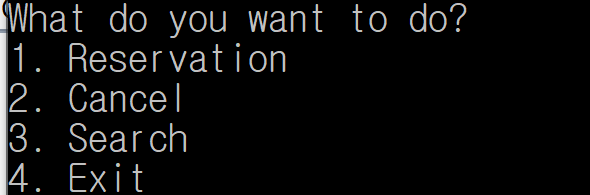 What do you want to do?
1. Reservation
2. Cancel
3. Search
4. Exit